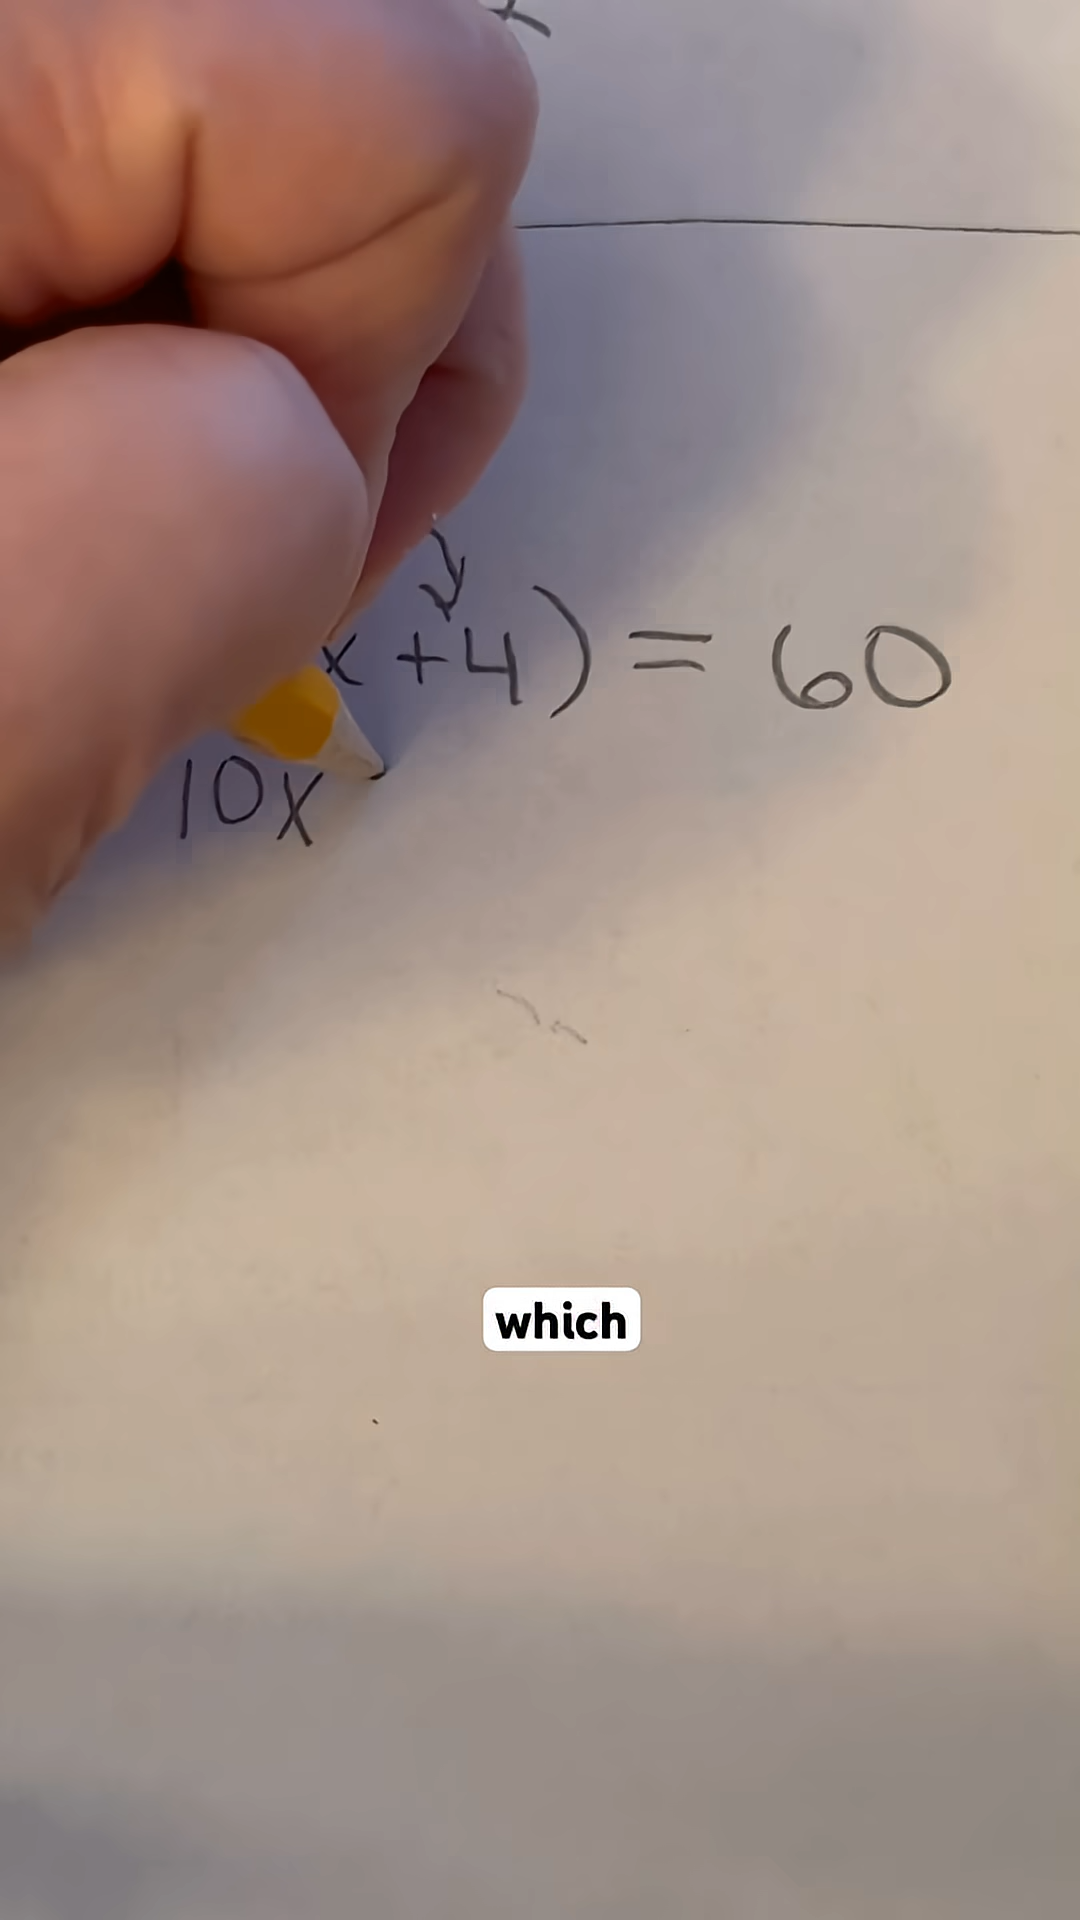 x + 4) = 60
10x
which